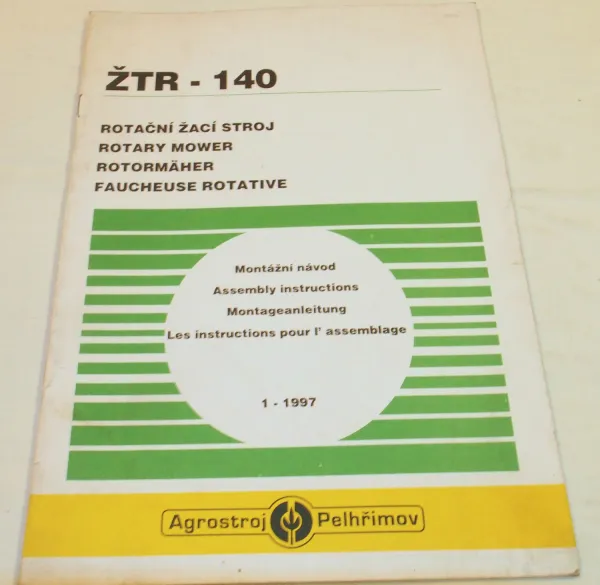 ŽTR - 140
ROTAČNÍ ŽACÍ STROJ
ROTARY MOWER
ROTORMÄHER
FAUCHEUSE ROTATIVE
Montážní návod
Assembly instructions
Montageanleitung
Les instructions pour l' assemblage
1 - 1997
Agrostroj Pelhřimov